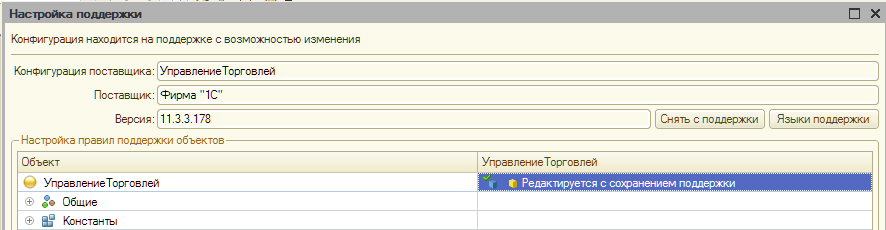 Настройка поддержки
Конфигурация находится на поддержке с возможностью изменения
Конфигурация поставщика: УправлениеТорговлей
Поставщик: Фирма "1С"
Версия: 11.3.3.178 Снять с поддержки Языки поддержки
Настройка правил поддержки объектов
Объект УправлениеТорговлей
УправлениеТорговлей Редактируется с сохранением поддержки
Общие
Константы